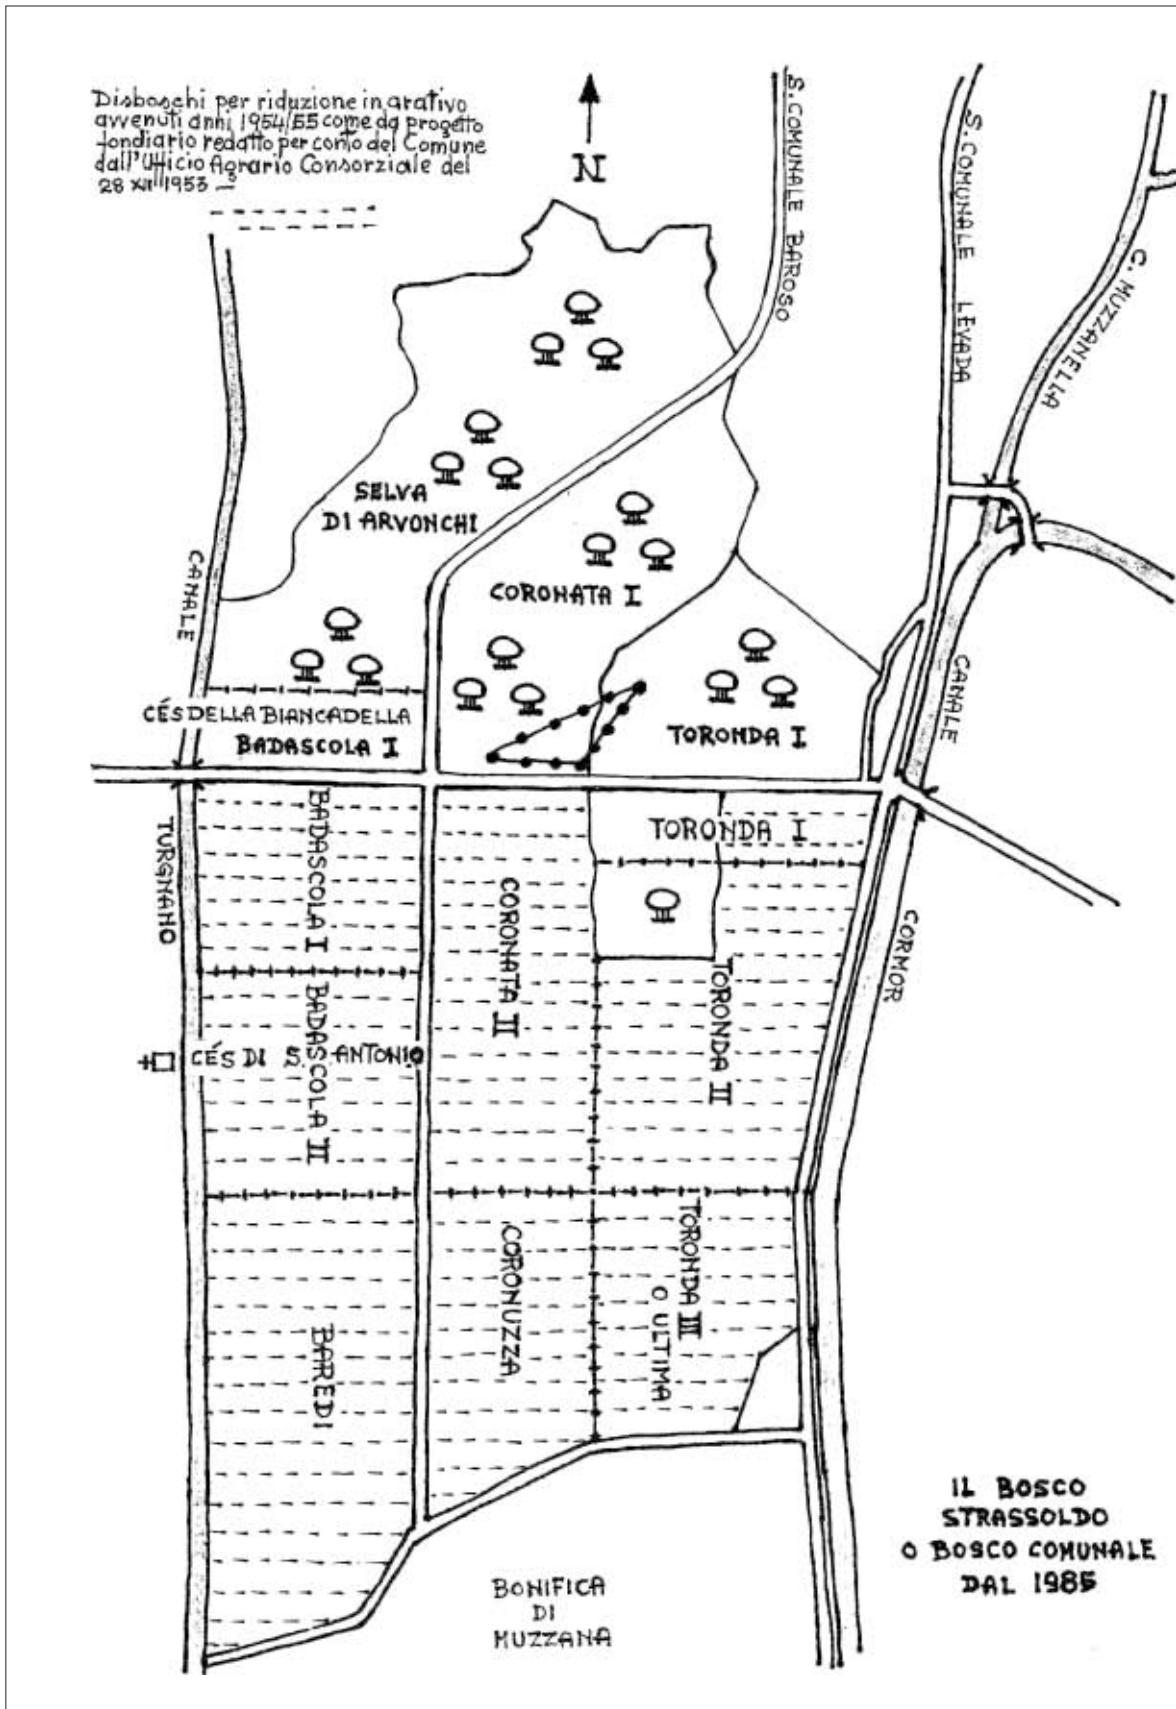 Disboschi per riduzione in arativo
avvenuti anni 1954/55 come da progetto
fondiario redatto per conto del Comune
dall'Ufficio Agrario Consorziale del
28 XII 1953
N
S. COMUNALE BAROSO
S. COMUNALE LEVADA
C. MUZZANELLA
SELVA
DI ARVONCHI
CANALE
CORONATA I
CÉS DELLA BIANCADELLA
BADASCOLA I
TORONDA I
CANALE
TURGNANO
BADASCOLA I
TORONDA I
CORONATA II
CORMOR
BADASCOLA II
TORONDA II
CÉS DI S. ANTONIO
BAREDI
CORONUZZA
TORONDA III
O ULTIMA
IL BOSCO
STRASSOLDO
O BOSCO COMUNALE
DAL 1985
BONIFICA
DI
MUZZANA